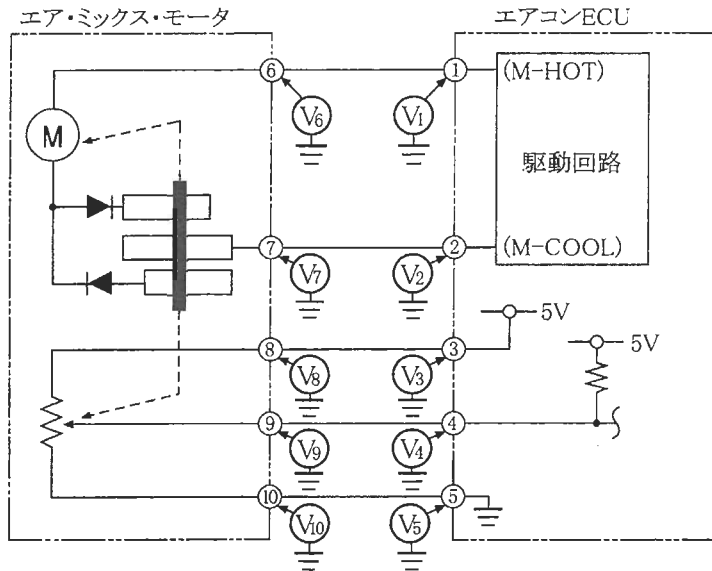 エア・ミックス・モータ
エアコンECU
⑥
①
(M-HOT)
V6
V1
M
駆動回路
⑦
②
(M-COOL)
V7
V2
5V
⑧
③
5V
V8
V3
⑨
④
V9
V4
⑩
⑤
V10
V5